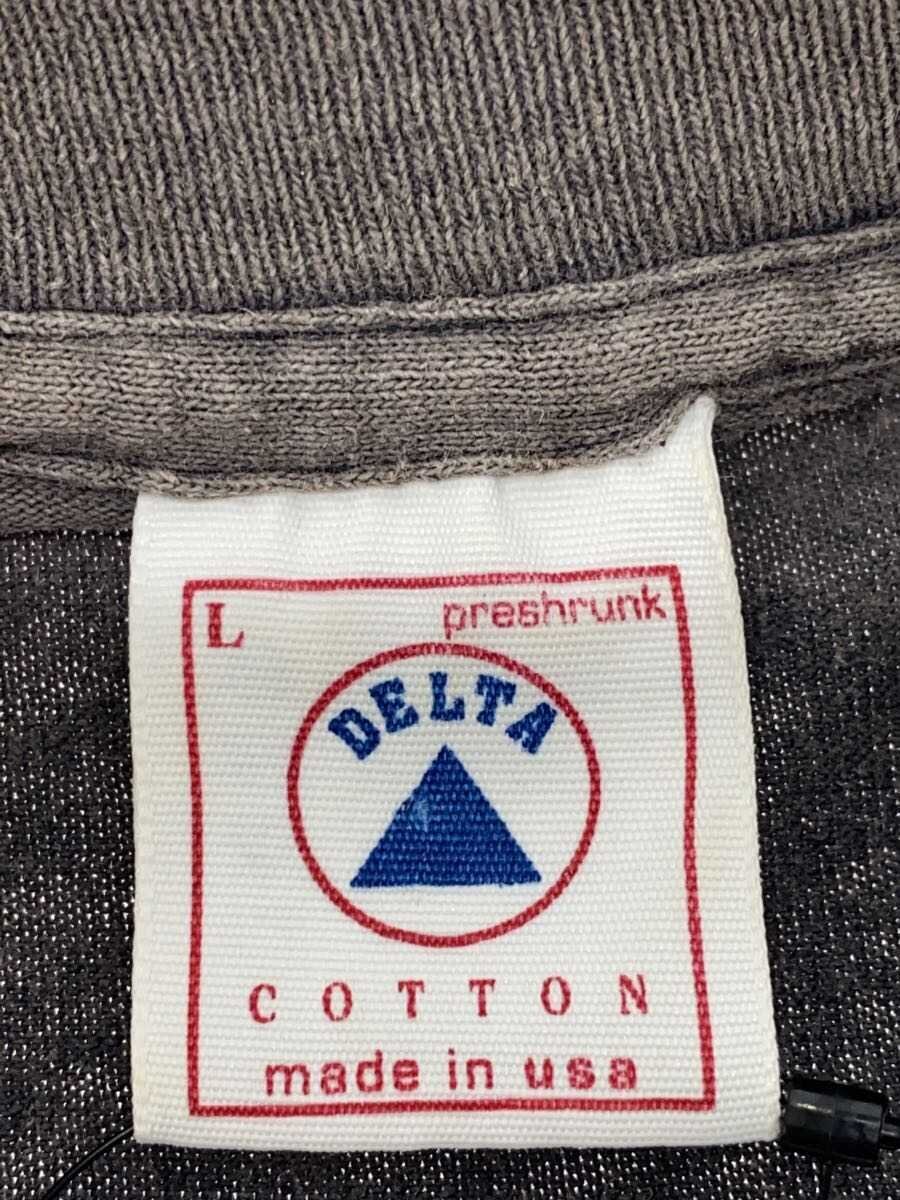 L preshrunk
DELTA
COTTON
made in usa